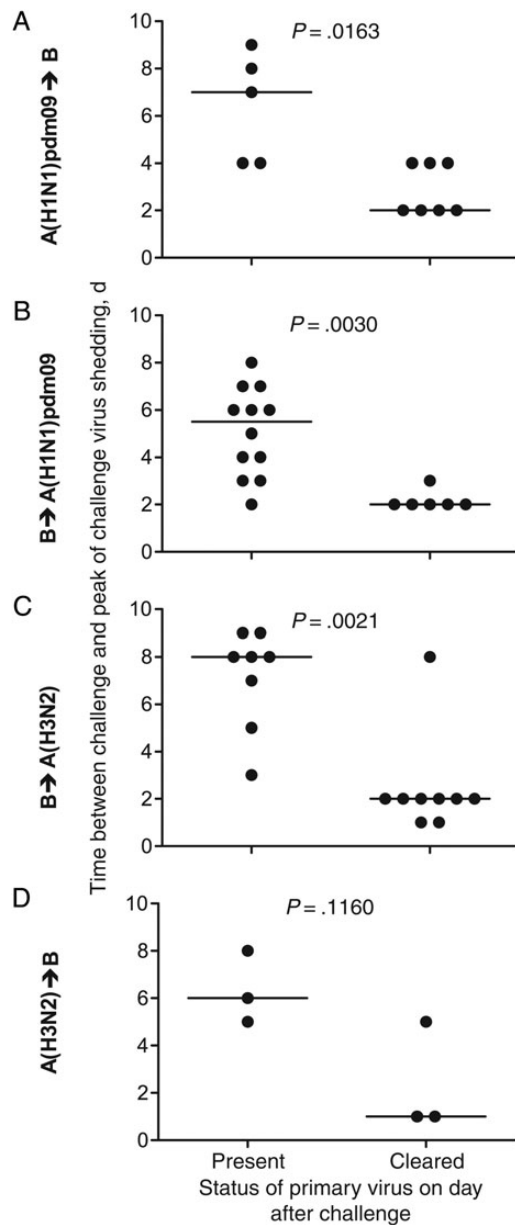 A
A(H1N1)pdm09 ➔ B
P = .0163
10
8
6
4
2
0
B
B➔ A(H1N1)pdm09
P = .0030
10
8
6
4
2
0
Time between challenge and peak of challenge virus shedding, d
C
B➔ A(H3N2)
P = .0021
10
8
6
4
2
0
D
A(H3N2) ➔B
P = .1160
10
8
6
4
2
0
Present Cleared
Status of primary virus on day
after challenge